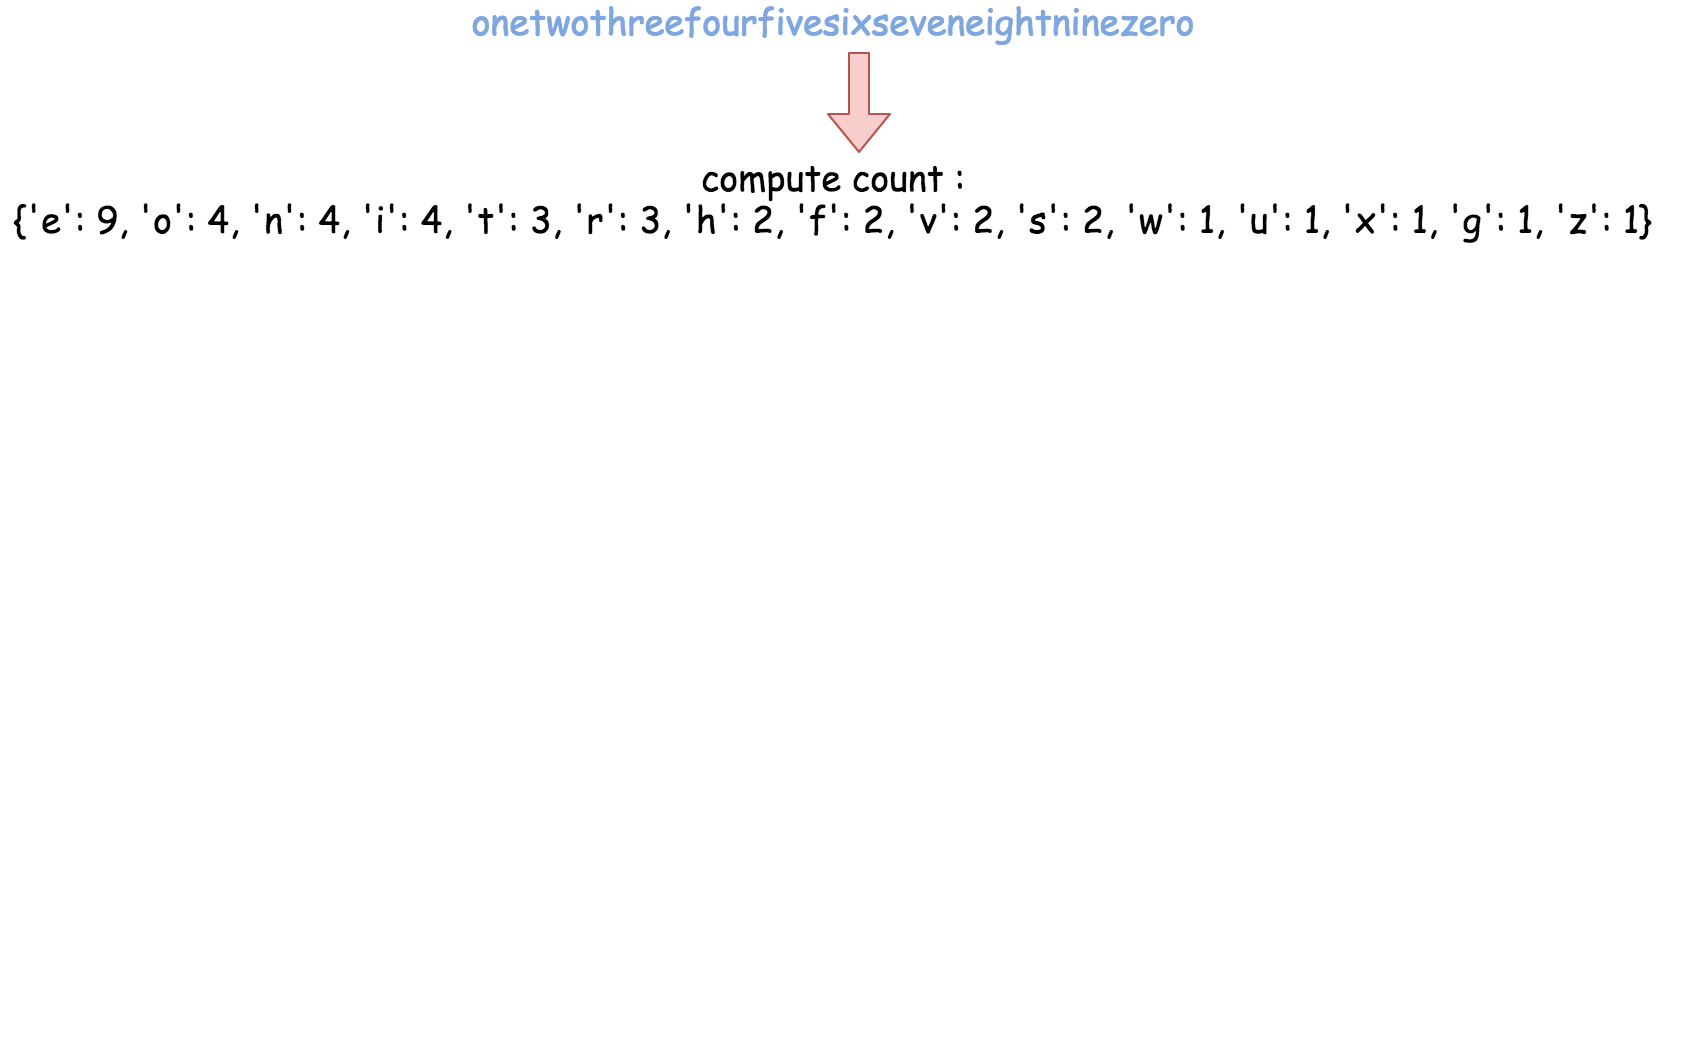 onetwothreefourfivesixseveneightninezero
compute count :
{'e': 9, 'o': 4, 'n': 4, 'i': 4, 't': 3, 'r': 3, 'h': 2, 'f': 2, 'v': 2, 's': 2, 'w': 1, 'u': 1, 'x': 1, 'g': 1, 'z': 1}